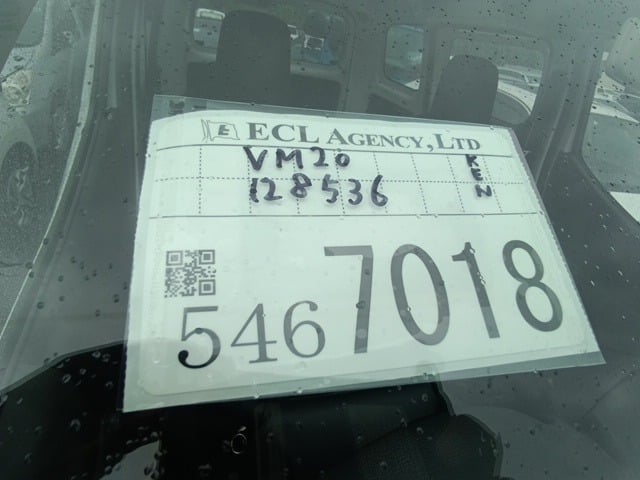 E ECL AGENCY,LTD
VM20
128536
KEN
5467018